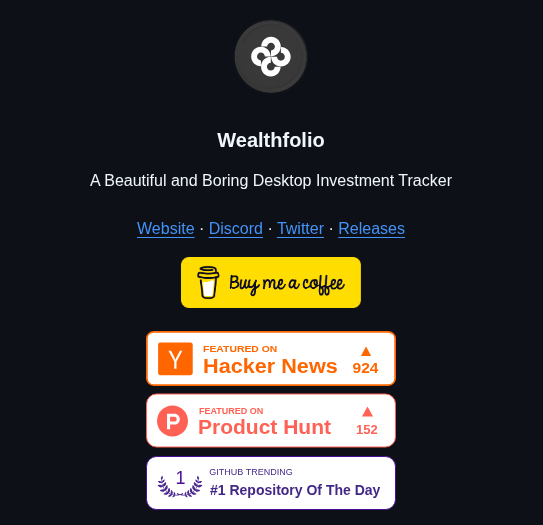 Wealthfolio
A Beautiful and Boring Desktop Investment Tracker
Website · Discord · Twitter · Releases
Buy me a coffee
FEATURED ON
Hacker News
▲
924
FEATURED ON
Product Hunt
▲
152
1
GITHUB TRENDING
#1 Repository Of The Day